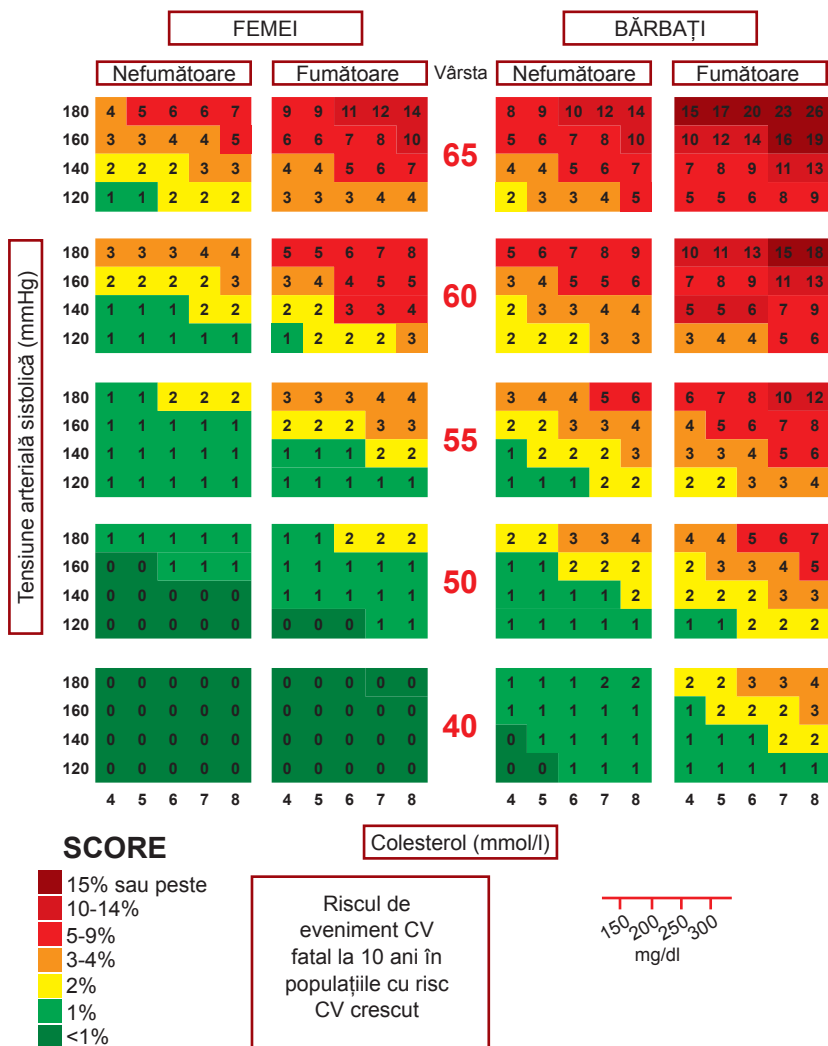 FEMEI BĂRBAȚI
Nefumătoare Fumătoare Vârsta Nefumătoare Fumătoare
180 4 5 6 6 7 9 9 11 12 14 8 9 10 12 14 15 17 20 23 26
160 3 3 4 4 5 6 6 7 8 10 5 6 7 8 10 10 12 14 16 19
65
140 2 2 2 3 3 4 4 5 6 7 4 4 5 6 7 7 8 9 11 13
120 1 1 2 2 2 3 3 3 4 4 2 3 3 4 5 5 5 6 8 9
Tensiune arterială sistolică (mmHg)
180 3 3 3 4 4 5 5 6 7 8 5 6 7 8 9 10 11 13 15 18
160 2 2 2 2 3 3 4 4 5 5 3 4 5 5 6 7 8 9 11 13
60
140 1 1 1 2 2 2 2 3 3 4 2 3 3 4 4 5 5 6 7 9
120 1 1 1 1 1 1 2 2 2 3 2 2 2 3 3 3 4 4 5 6
180 1 1 2 2 2 3 3 3 4 4 3 4 4 5 6 6 7 8 10 12
160 1 1 1 1 1 2 2 2 3 3 2 2 3 3 4 4 5 6 7 8
55
140 1 1 1 1 1 1 1 1 2 2 1 2 2 2 3 3 3 4 5 6
120 1 1 1 1 1 1 1 1 1 1 1 1 1 2 2 2 2 3 3 4
180 1 1 1 1 1 1 1 2 2 2 2 2 3 3 4 4 4 5 6 7
160 0 0 1 1 1 1 1 1 1 1 1 1 2 2 2 2 3 3 4 5
50
140 0 0 0 0 0 1 1 1 1 1 1 1 1 1 2 2 2 2 3 3
120 0 0 0 0 0 0 0 0 1 1 1 1 1 1 1 1 1 2 2 2
180 0 0 0 0 0 0 0 0 0 0 1 1 1 2 2 2 2 3 3 4
160 0 0 0 0 0 0 0 0 0 0 1 1 1 1 1 1 2 2 2 3
40
140 0 0 0 0 0 0 0 0 0 0 0 1 1 1 1 1 1 1 2 2
120 0 0 0 0 0 0 0 0 0 0 0 0 1 1 1 1 1 1 1 1
4 5 6 7 8 4 5 6 7 8 4 5 6 7 8 4 5 6 7 8
Colesterol (mmol/l)
SCORE
15% sau peste
10-14%
5-9%
3-4%
2%
1%
<1%
Riscul de
eveniment CV
fatal la 10 ani în
populațiile cu risc
CV crescut
150 200 250 300
mg/dl